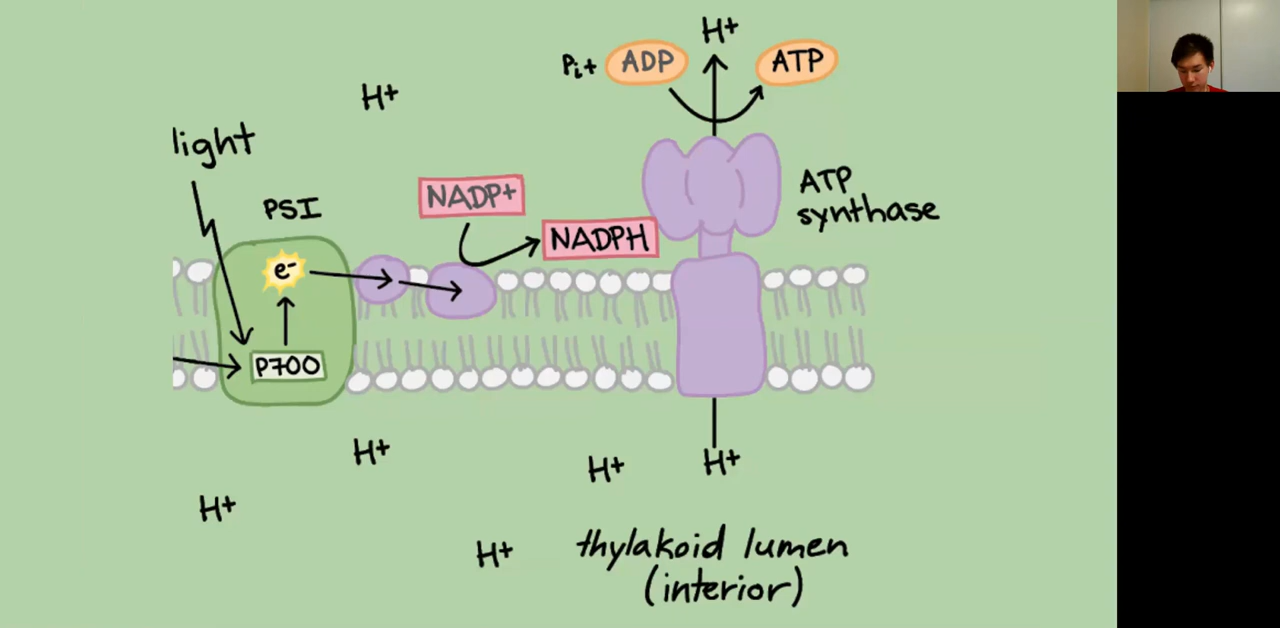 H+
Pi+ ADP
ATP
H+
light
PSI
NADP+
NADPH
ATP
synthase
e-
P700
H+
H+
H+
H+
H+
thylakoid lumen
(interior)